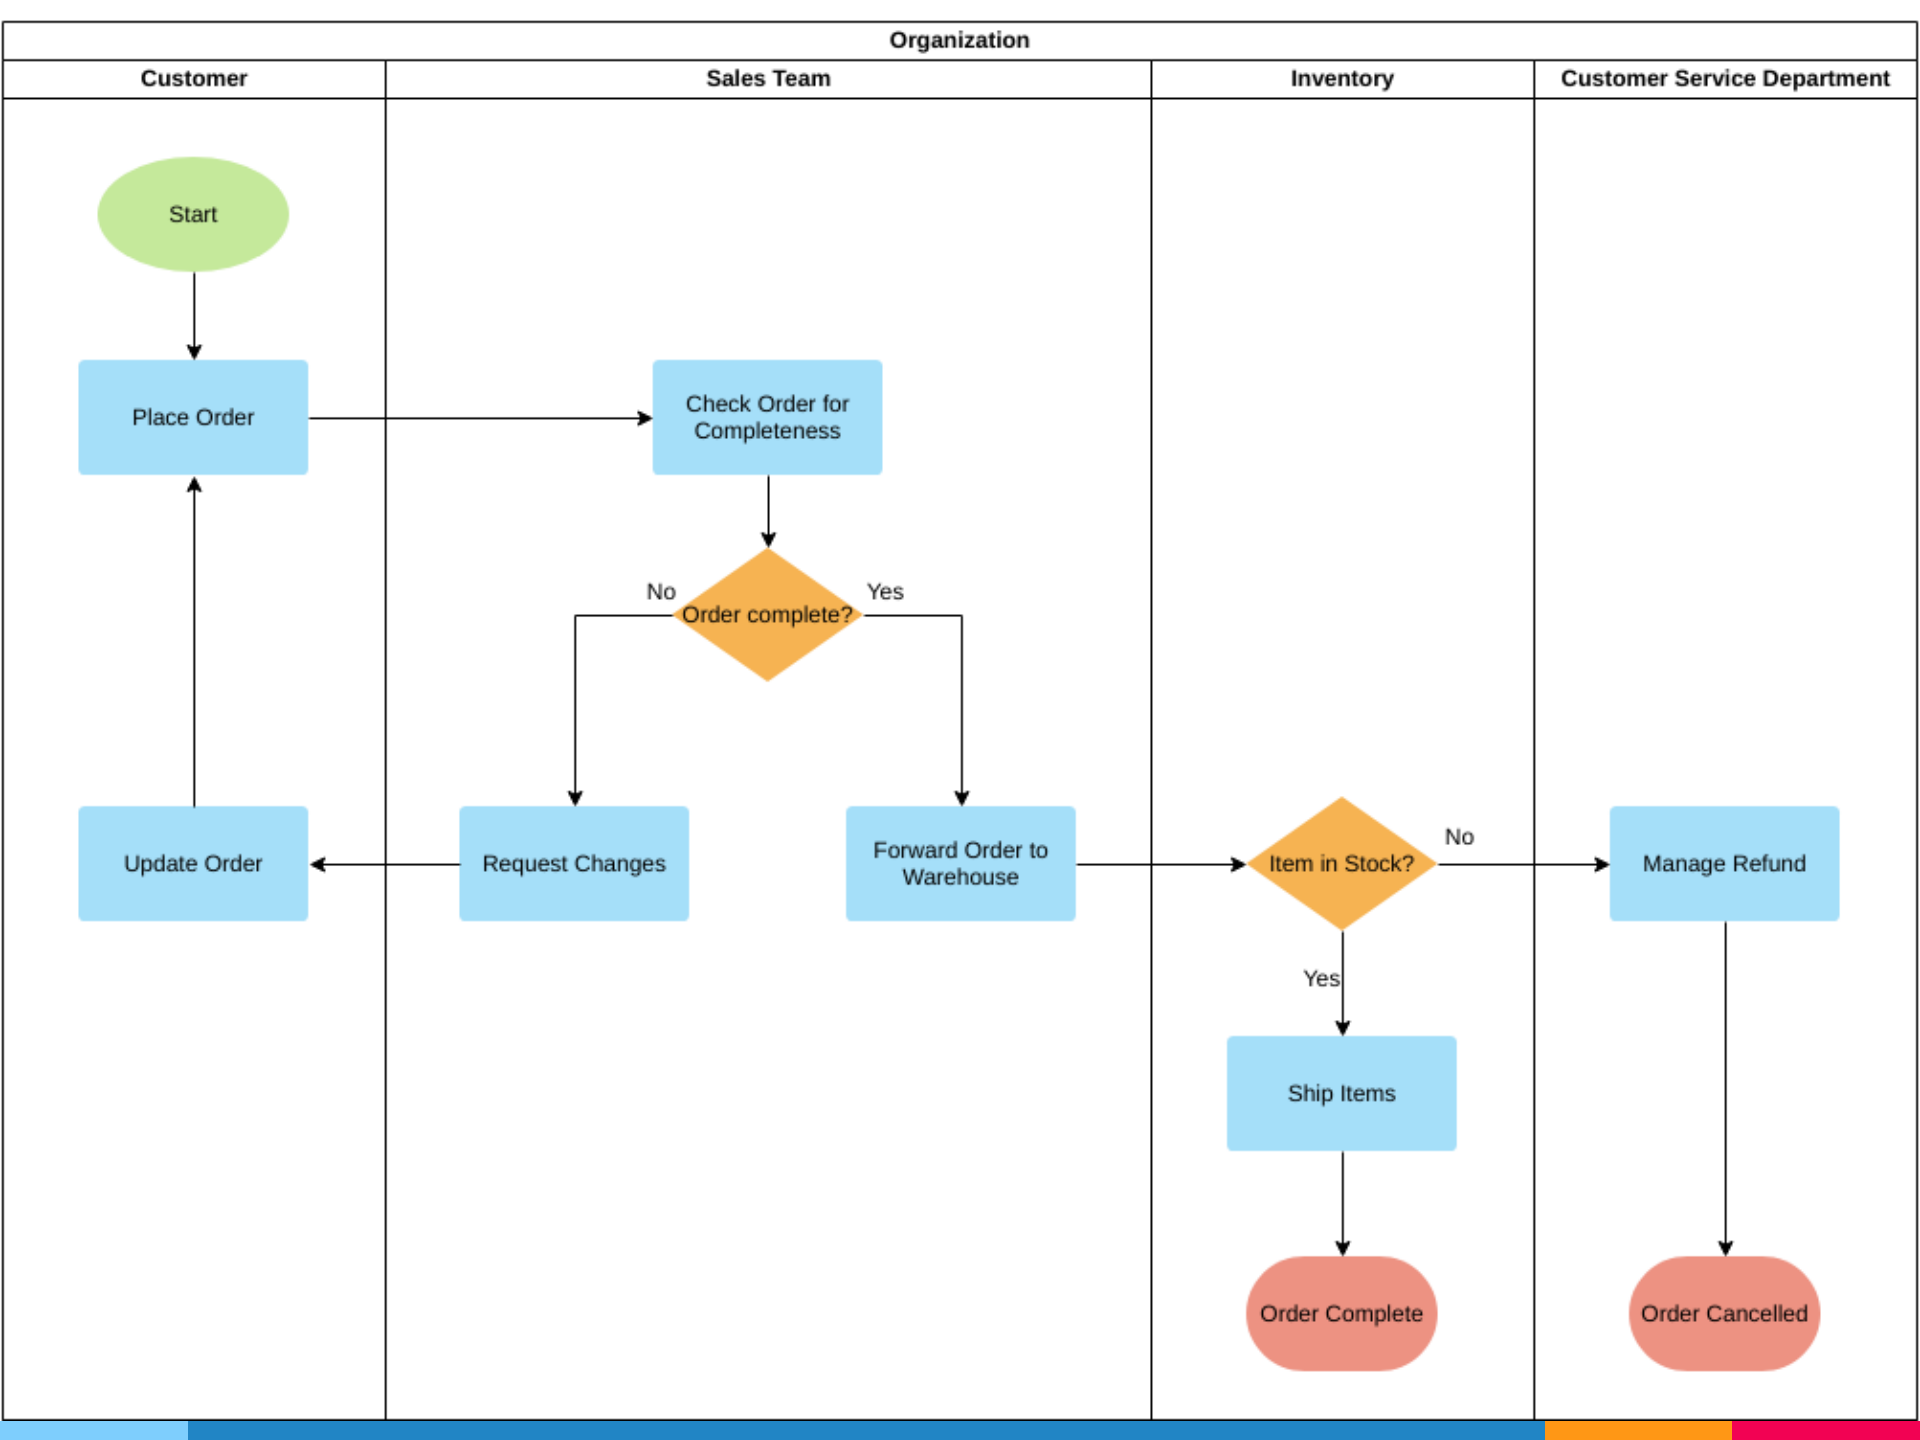 Organization
Customer
Sales Team
Inventory
Customer Service Department
Start
Place Order
Check Order for
Completeness
No
Yes
Order complete?
Update Order
Request Changes
Forward Order to
Warehouse
Item in Stock?
No
Manage Refund
Yes
Ship Items
Order Complete
Order Cancelled